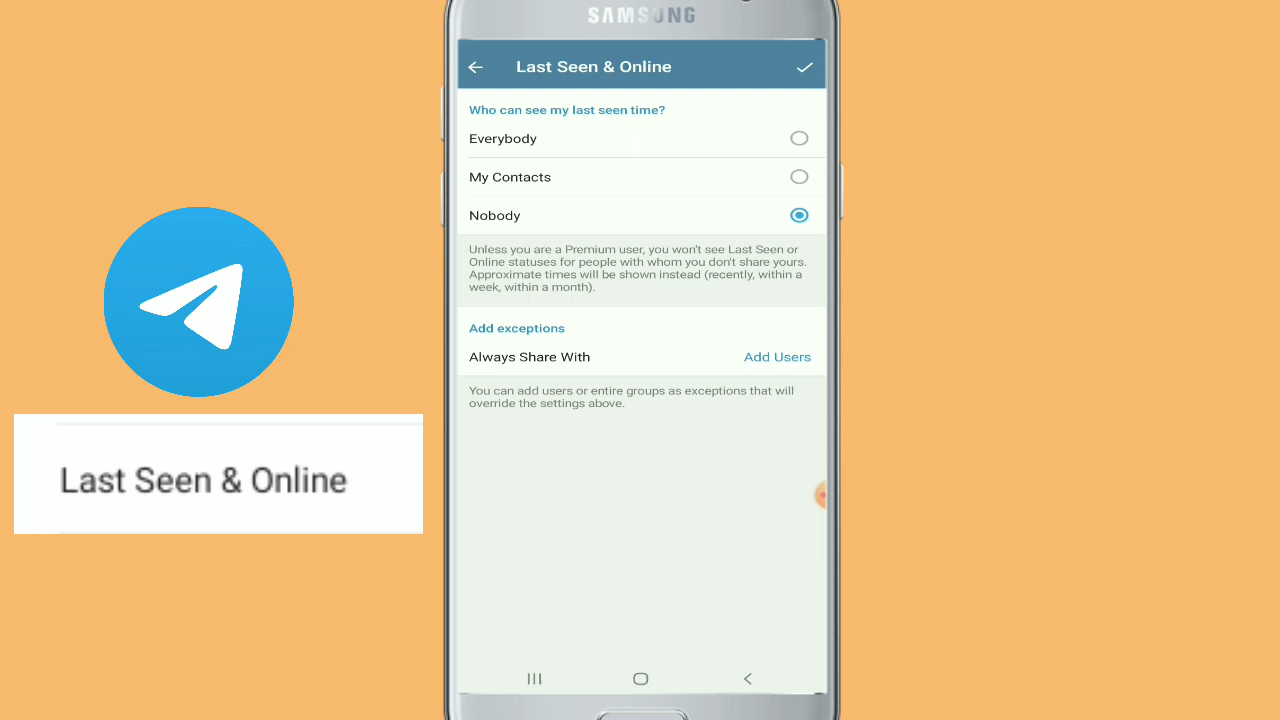 SAMSUNG
Last Seen & Online
Who can see my last seen time?
Everybody
My Contacts
Nobody
Unless you are a Premium user, you won't see Last Seen or
Online statuses for people with whom you don't share yours.
Approximate times will be shown instead (recently, within a
week, within a month).
Add exceptions
Always Share With
Add Users
You can add users or entire groups as exceptions that will
override the settings above.
Last Seen & Online